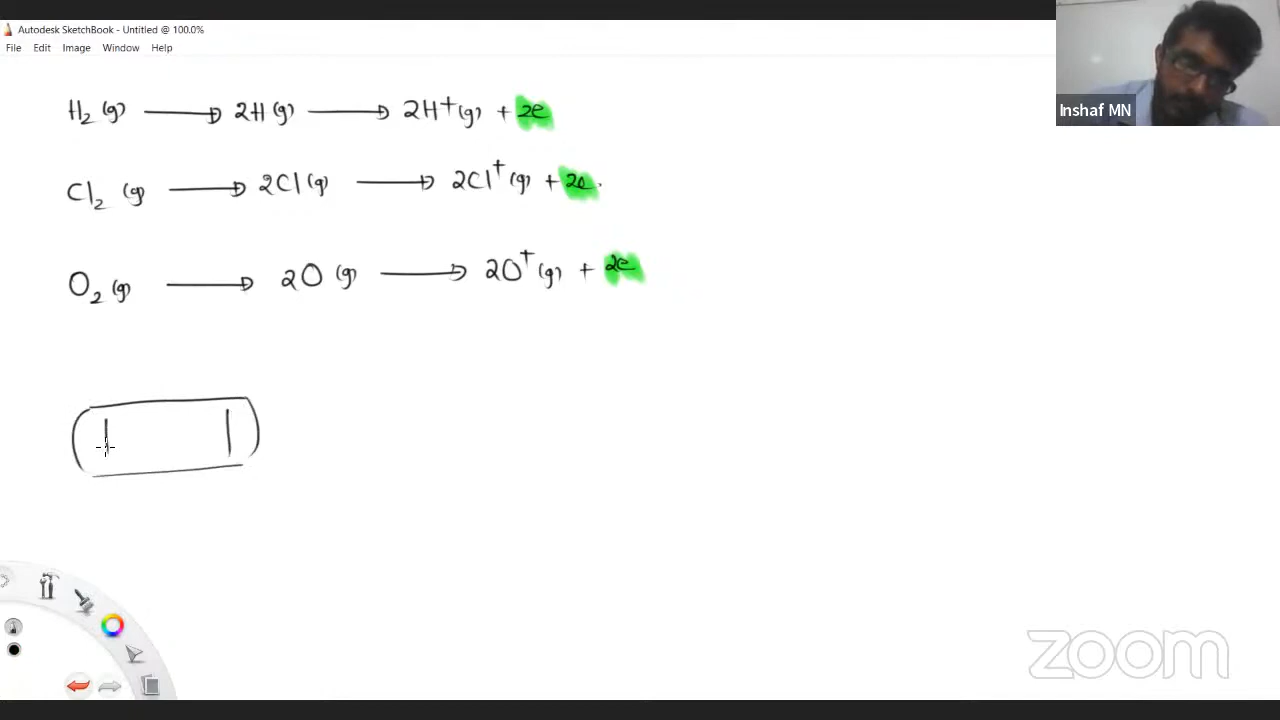 Autodesk SketchBook - Untitled @ 100.0%
File Edit Image Window Help
Inshaf MN
H₂ (g) → 2H (g) → 2H⁺ (g) + 2e
Cl₂ (g) → 2Cl (g) → 2Cl⁺ (g) + 2e
O₂ (g) → 2O (g) → 2O⁺ (g) + 2e
zoom